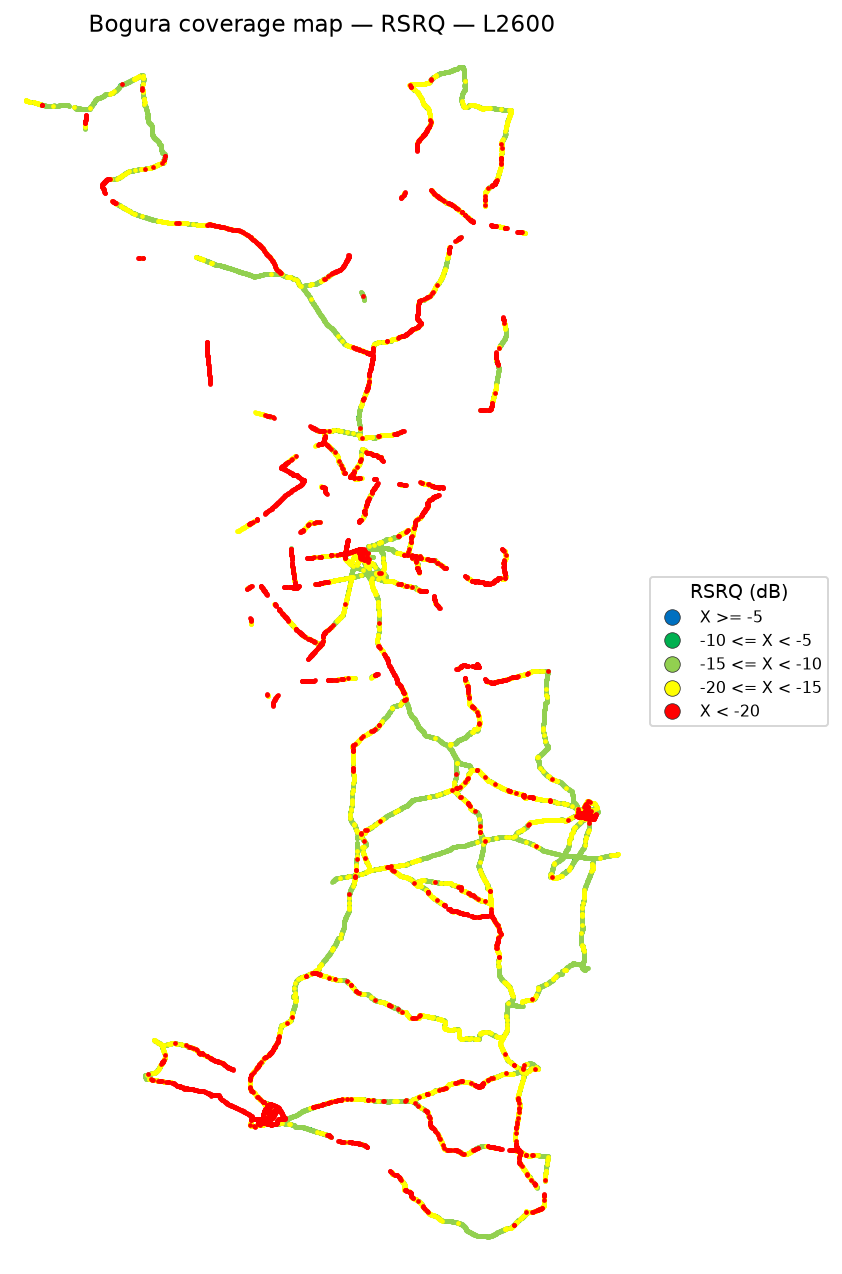 Bogura coverage map — RSRQ — L2600
RSRQ (dB)
X >= -5
-10 <= X < -5
-15 <= X < -10
-20 <= X < -15
X < -20